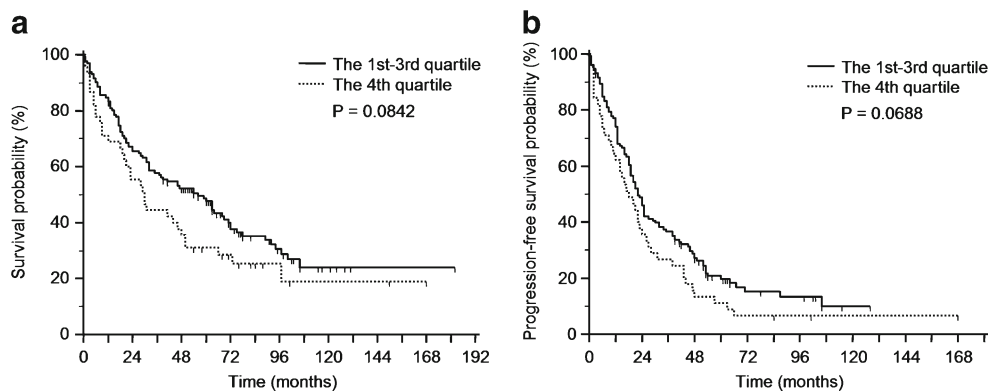 a
Survival probability (%)
100
80
60
40
20
0
The 1st-3rd quartile
The 4th quartile
P = 0.0842
0 24 48 72 96 120 144 168 192
Time (months)
b
Progression-free survival probability (%)
100
80
60
40
20
0
The 1st-3rd quartile
The 4th quartile
P = 0.0688
0 24 48 72 96 120 144 168
Time (months)